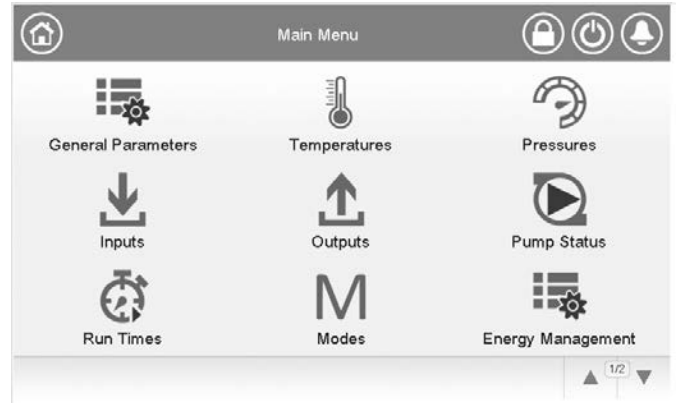 Main Menu
General Parameters
Temperatures
Pressures
Inputs
Outputs
Pump Status
Run Times
M
Modes
Energy Management
1/2